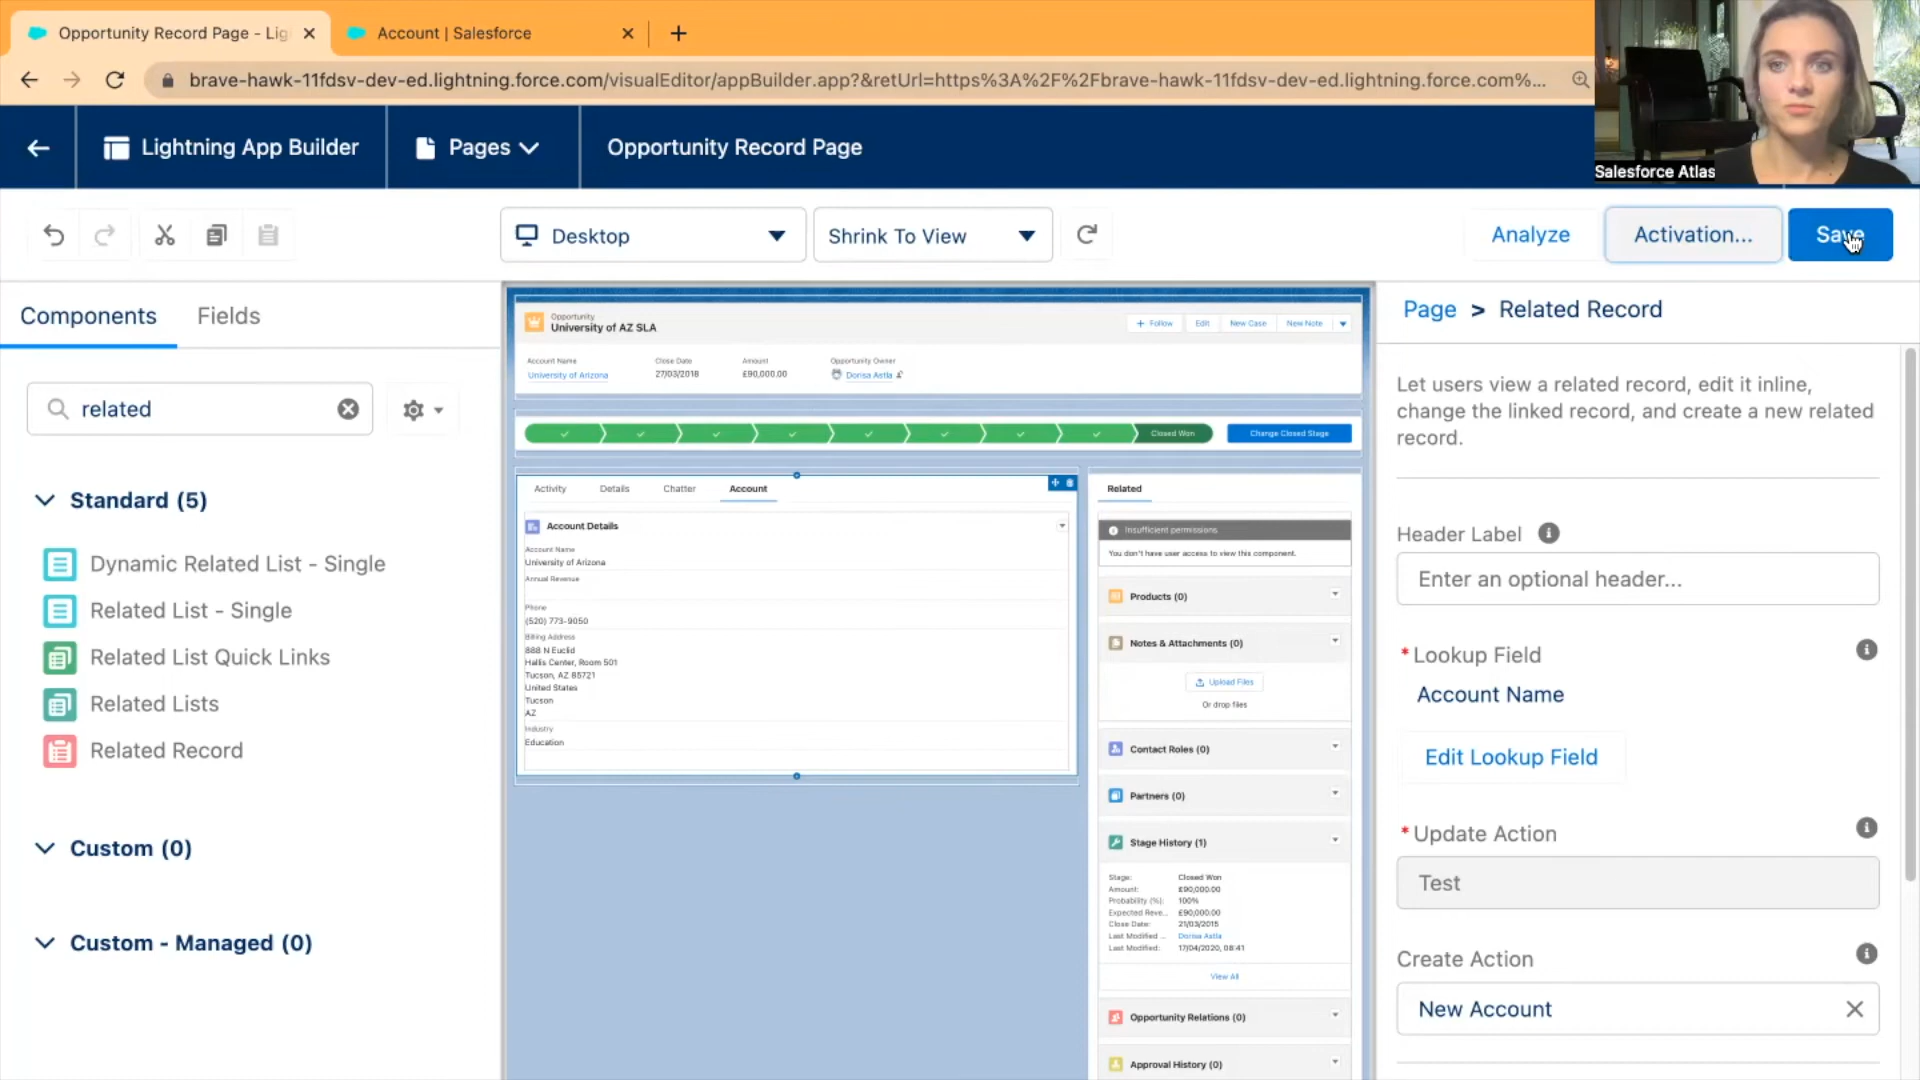 Opportunity Record Page - Lig
Account | Salesforce
brave-hawk-11fdsv-dev-ed.lightning.force.com/visualEditor/appBuilder.app?&retUrl=https%3A%2F%2Fbrave-hawk-11fdsv-dev-ed.lightning.force.com%...
Salesforce Atlas
Lightning App Builder
Pages
Opportunity Record Page
Desktop
Shrink To View
Analyze
Activation...
Save
Components
Fields
related
Standard (5)
Dynamic Related List - Single
Related List - Single
Related List Quick Links
Related Lists
Related Record
Custom (0)
Custom - Managed (0)
Opportunity
University of AZ SLA
+ Follow
Edit
New Case
New Note
Account Name
Close Date
Amount
Opportunity Owner
University of Arizona
27/03/2018
£90,000.00
Dorisa Astla
Closed Won
Change Closed Stage
Activity
Details
Chatter
Account
Account Details
Account Name
University of Arizona
Annual Revenue
Phone
(520) 773-9050
Billing Address
888 N Euclid
Hallis Center, Room 501
Tucson, AZ 85721
United States
Tucson
AZ
Industry
Education
Related
Insufficient permissions
You don't have user access to view this component.
Products (0)
Notes & Attachments (0)
Upload Files
Or drop files
Contact Roles (0)
Partners (0)
Stage History (1)
Stage: Closed Won
Amount: £90,000.00
Probability (%): 100%
Expected Reve... £90,000.00
Close Date: 21/03/2015
Last Modified ... Dorisa Astla
Last Modified: 17/04/2020, 08:41
View All
Opportunity Relations (0)
Approval History (0)
Page > Related Record
Let users view a related record, edit it inline,
change the linked record, and create a new related
record.
Header Label
Enter an optional header...
* Lookup Field
Account Name
Edit Lookup Field
* Update Action
Test
Create Action
New Account